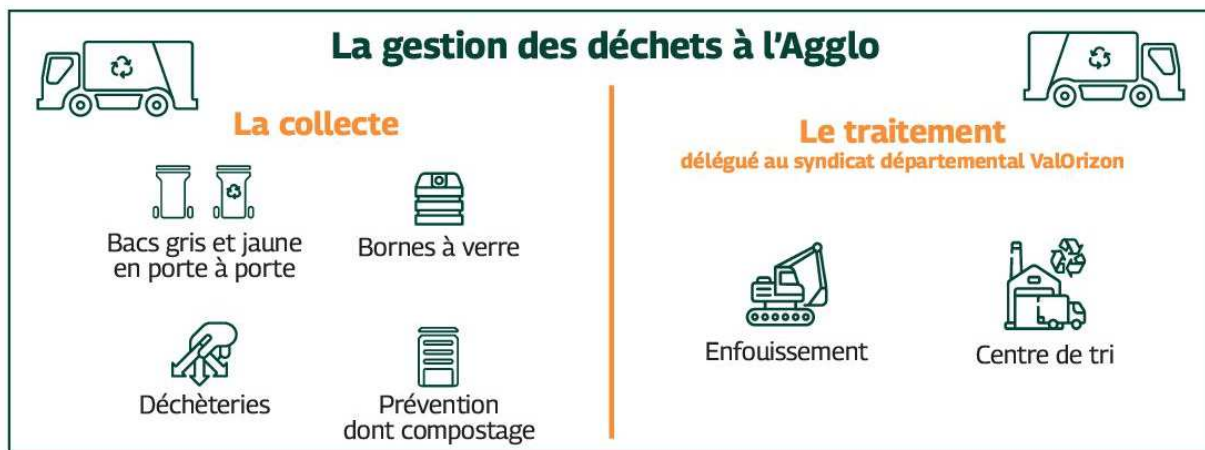 La gestion des déchets à l'Agglo
La collecte
Bacs gris et jaune
en porte à porte
Bornes à verre
Déchèteries
Prévention
dont compostage
Le traitement
délégué au syndicat départemental ValOrizon
Enfouissement
Centre de tri